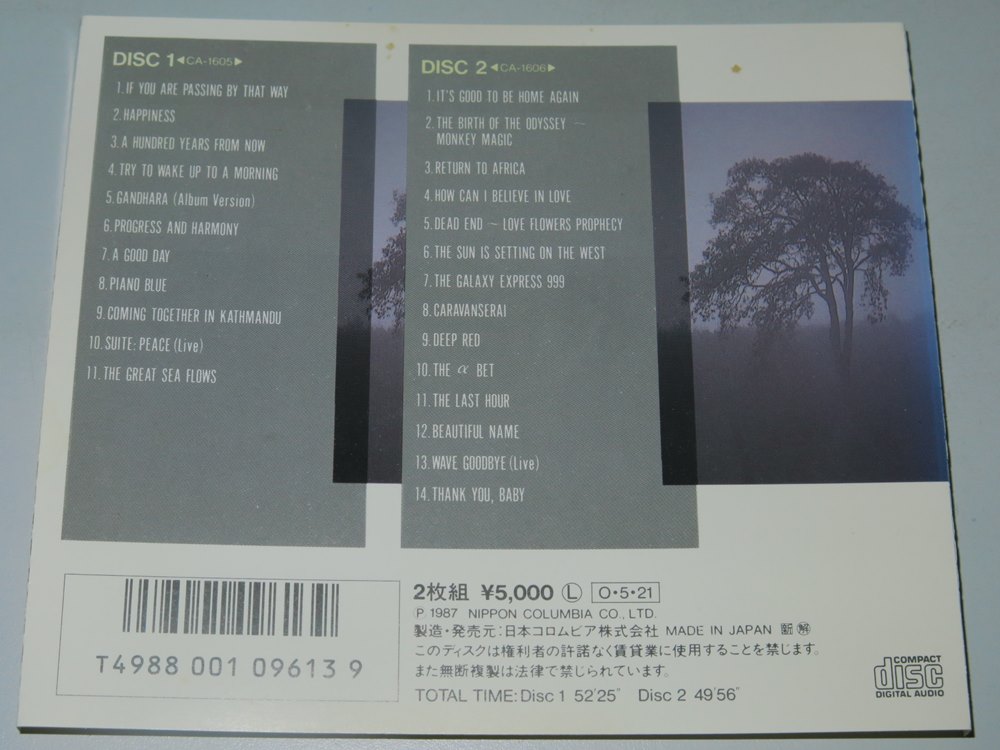 DISC 1 ◀CA-1605▶
1.IF YOU ARE PASSING BY THAT WAY
2.HAPPINESS
3.A HUNDRED YEARS FROM NOW
4.TRY TO WAKE UP TO A MORNING
5.GANDHARA (Album Version)
6.PROGRESS AND HARMONY
7.A GOOD DAY
8.PIANO BLUE
9.COMING TOGETHER IN KATHMANDU
10.SUITE: PEACE (Live)
11.THE GREAT SEA FLOWS
DISC 2 ◀CA-1606▶
1.IT'S GOOD TO BE HOME AGAIN
2.THE BIRTH OF THE ODYSSEY ~
MONKEY MAGIC
3.RETURN TO AFRICA
4.HOW CAN I BELIEVE IN LOVE
5.DEAD END ~ LOVE FLOWERS PROPHECY
6.THE SUN IS SETTING ON THE WEST
7.THE GALAXY EXPRESS 999
8.CARAVANSERAI
9.DEEP RED
10.THE α BET
11.THE LAST HOUR
12.BEAUTIFUL NAME
13.WAVE GOODBYE (Live)
14.THANK YOU, BABY
T4988 001 09613 9
2枚組 ¥5,000 Ⓛ O・5・21
Ⓟ 1987 NIPPON COLUMBIA CO., LTD.
製造・発売元:日本コロムビア株式会社 MADE IN JAPAN
このディスクは権利者の許諾なく賃貸業に使用することを禁じます。
また無断複製は法律で禁じられています。
TOTAL TIME: Disc 1 52'25" Disc 2 49'56"
COMPACT
disc
DIGITAL AUDIO